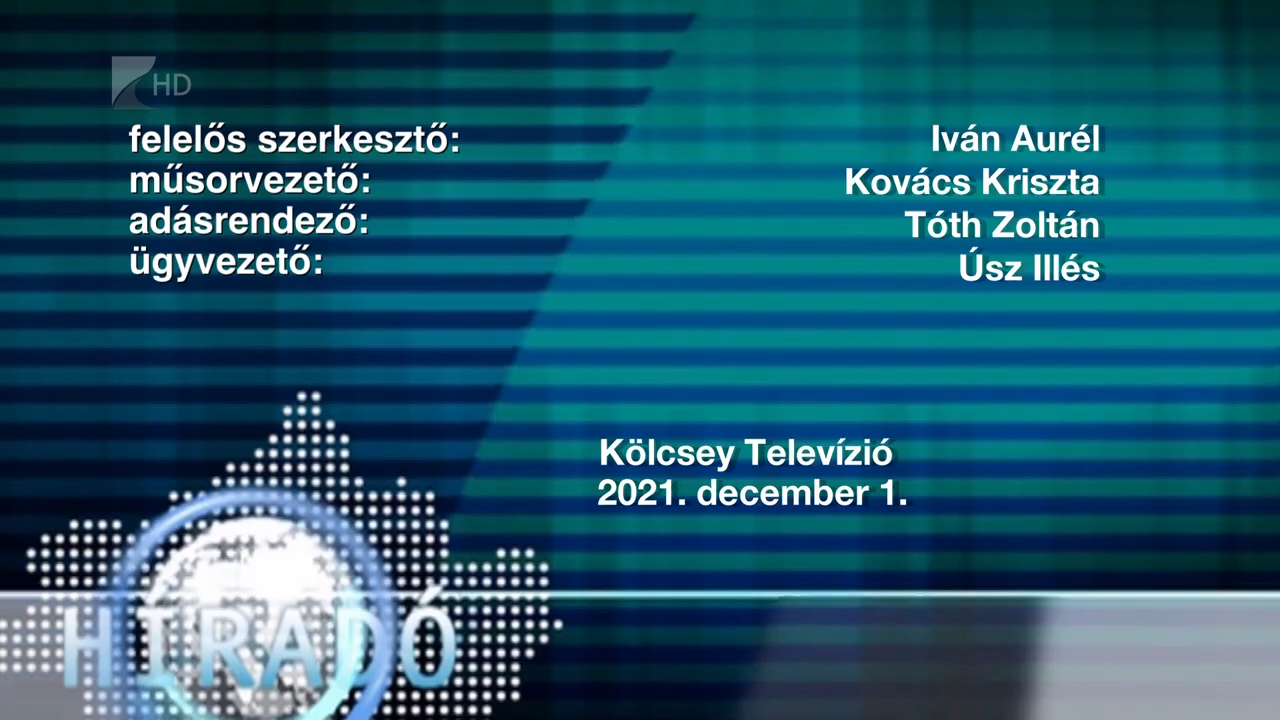 HD
felelős szerkesztő: Iván Aurél
műsorvezető: Kovács Kriszta
adásrendező: Tóth Zoltán
ügyvezető: Úsz Illés
Kölcsey Televízió
2021. december 1.
HÍRADÓ